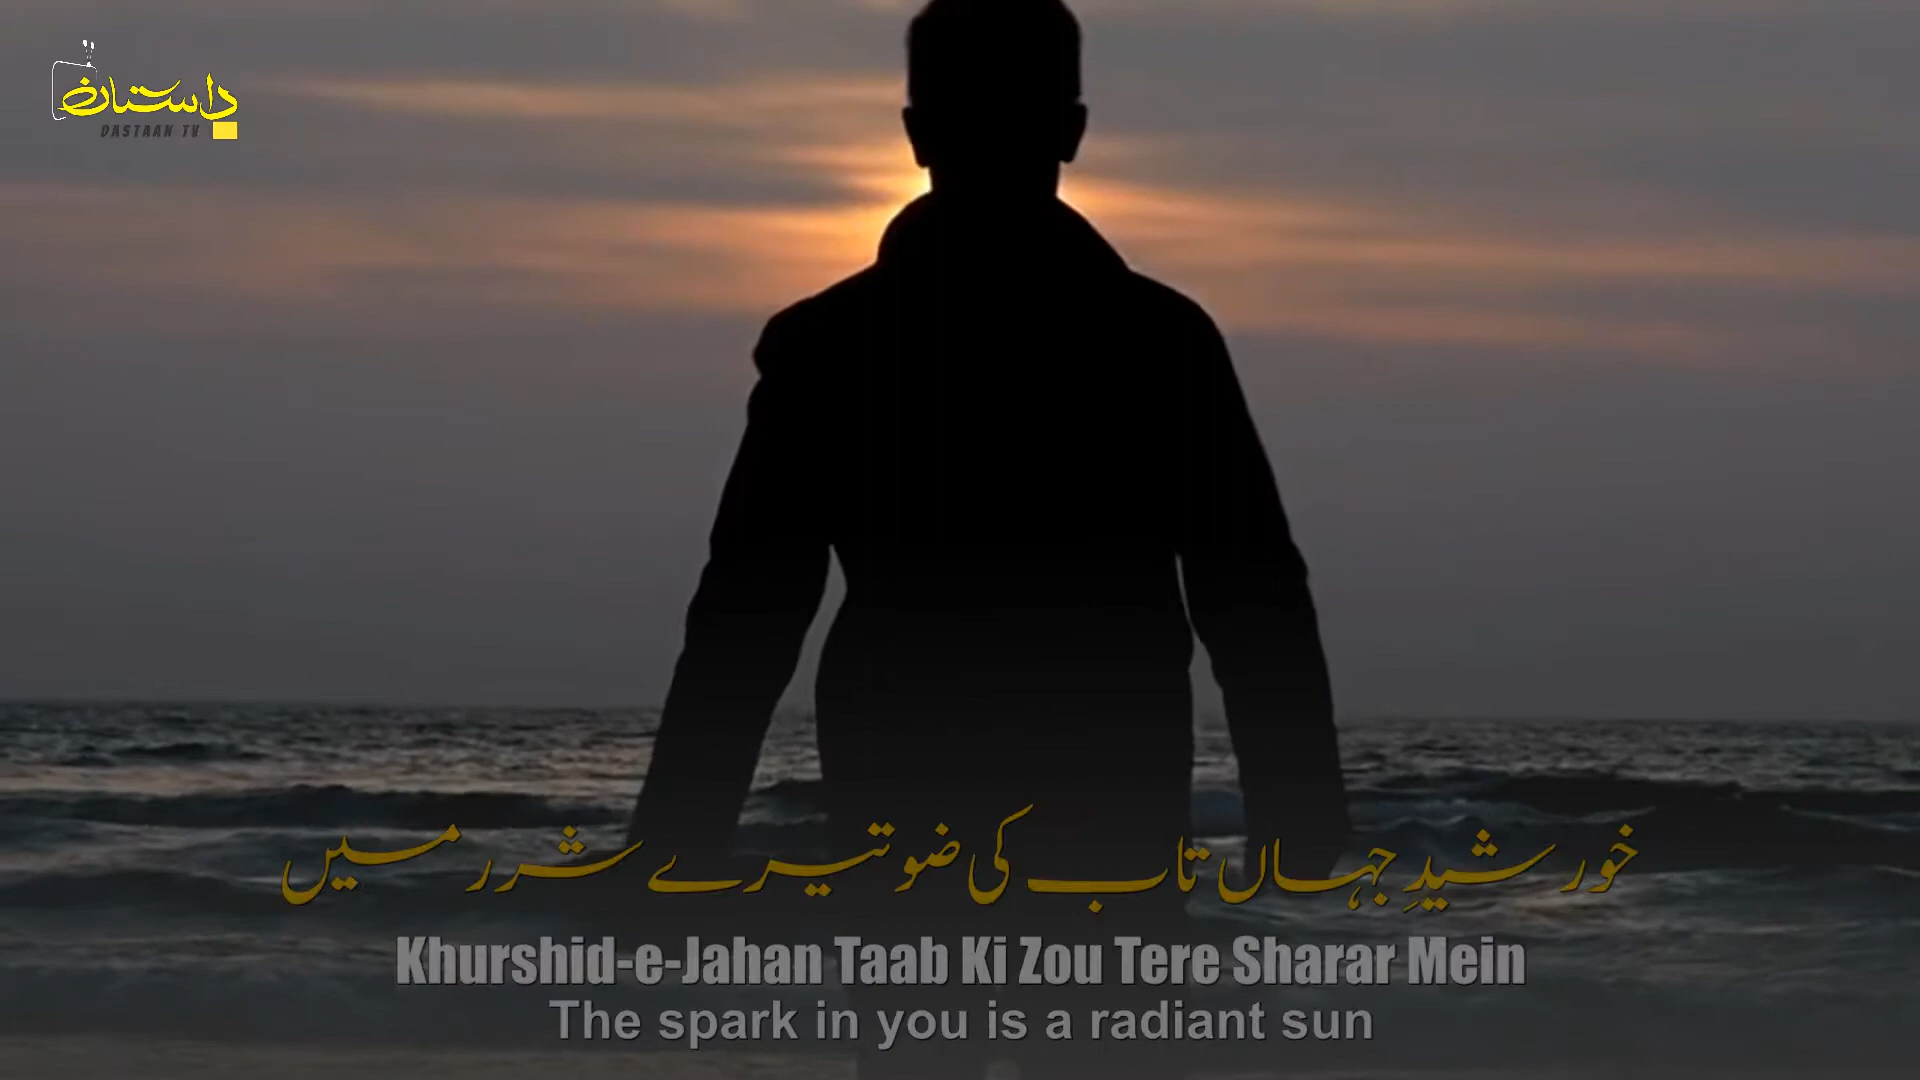 داستان
DASTAAN TV
خورشیدِ جہاں تاب کی ضو تیرے شرر میں
Khurshid-e-Jahan Taab Ki Zou Tere Sharar Mein
The spark in you is a radiant sun